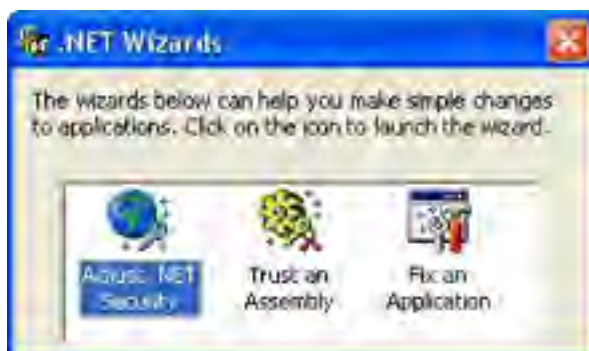 .NET Wizards
The wizards below can help you make simple changes
to applications. Click on the icon to launch the wizard.
Adjust .NET
Security
Trust an
Assembly
Fix an
Application